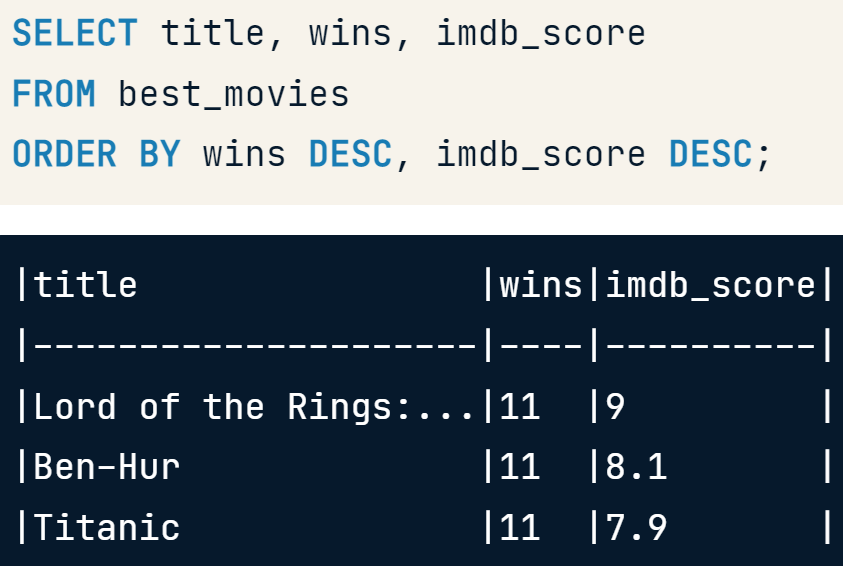 SELECT title, wins, imdb_score
FROM best_movies
ORDER BY wins DESC, imdb_score DESC;
|title                |wins|imdb_score|
|---------------------|----|----------|
|Lord of the Rings:...|11  |9         |
|Ben-Hur              |11  |8.1       |
|Titanic              |11  |7.9       |